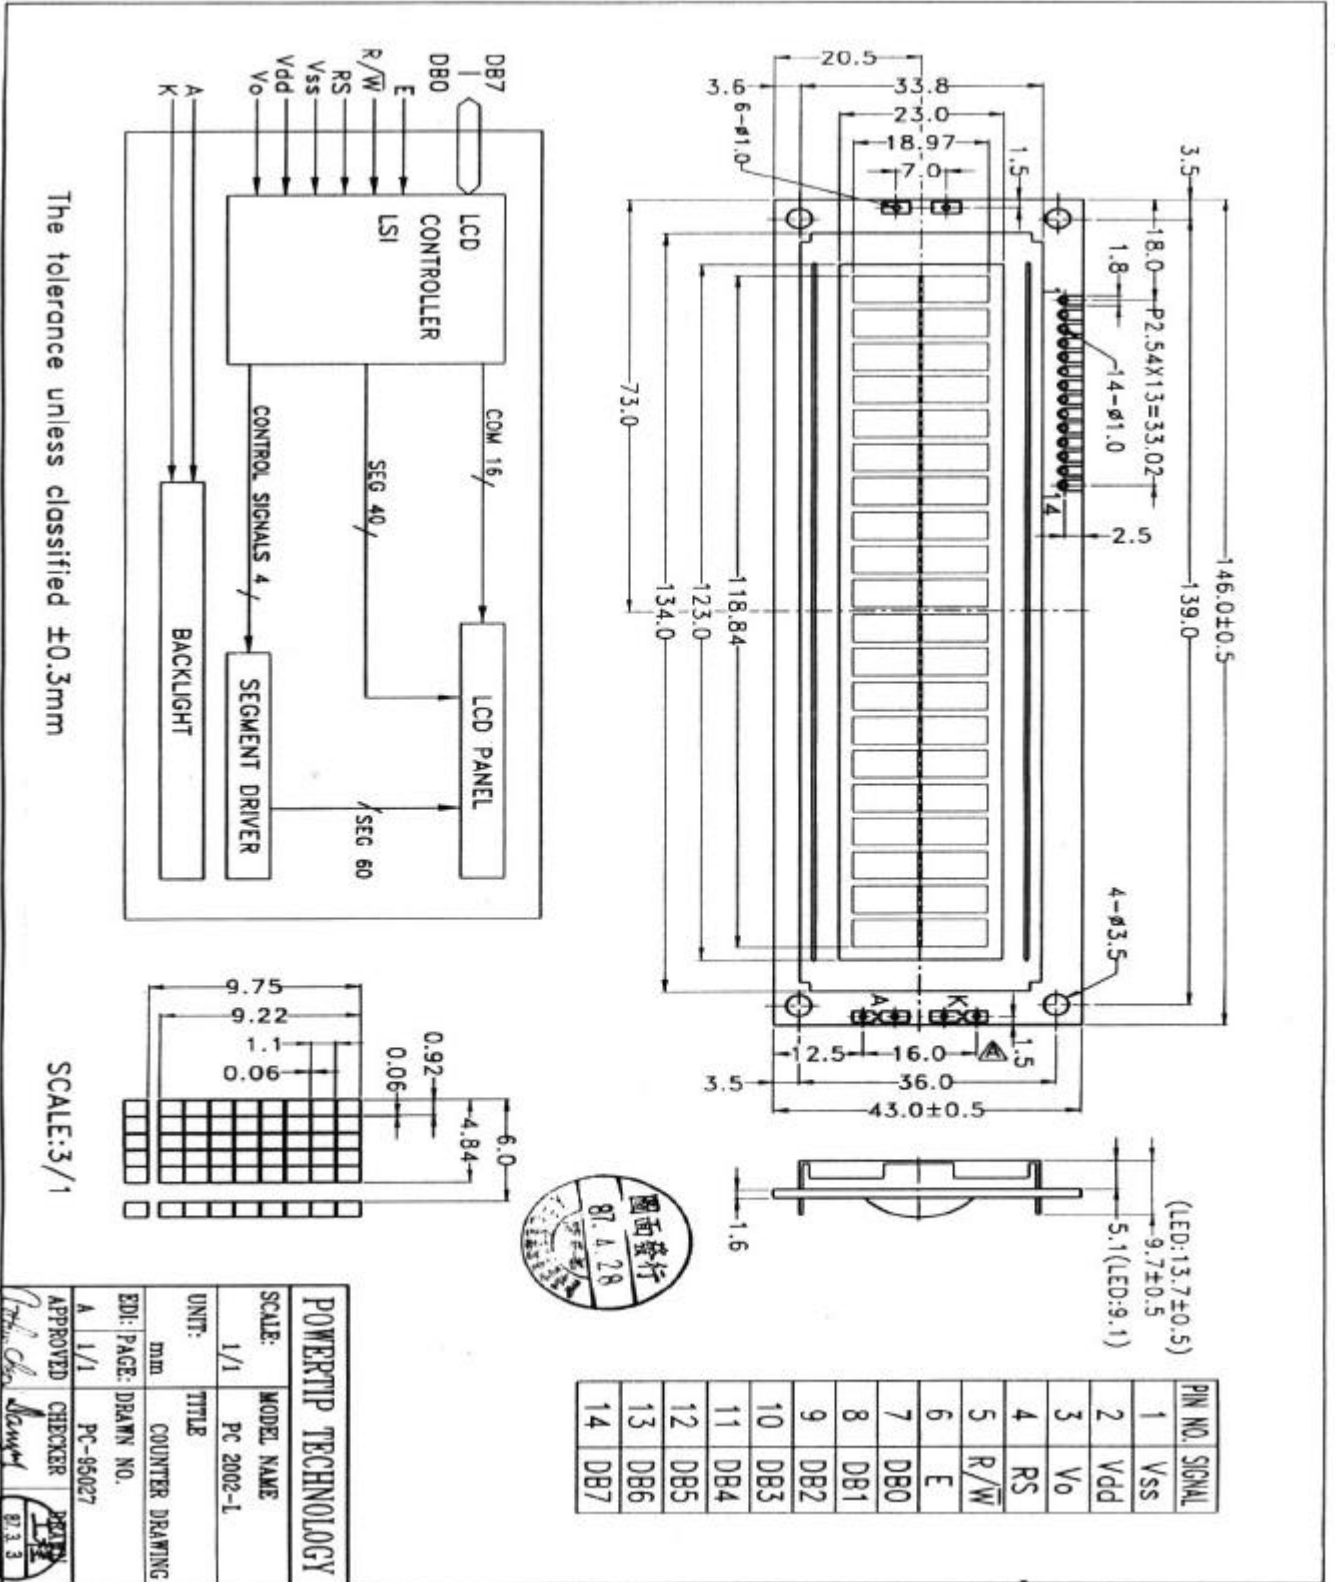 146.0±0.5
139.0
3.5
18.0
P2.54X13=33.02
1.8
14-ø1.0
2.5
1
14
4-ø3.5
20.5
3.6
33.8
23.0
18.97
7.0
1.5
6-ø1.0
73.0
118.84
123.0
134.0
A
K
A
1.5
12.5
16.0
3.5
36.0
43.0±0.5
(LED:13.7±0.5)
9.7±0.5
5.1(LED:9.1)
1.6
PIN NO. SIGNAL
1 Vss
2 Vdd
3 Vo
4 RS
5 R/W̅
6 E
7 DB0
8 DB1
9 DB2
10 DB3
11 DB4
12 DB5
13 DB6
14 DB7
DB7
DB0
E
R/W̅
RS
Vss
Vdd
Vo
A
K
LCD
CONTROLLER
LSI
COM 16
SEG 40
CONTROL SIGNALS 4
LCD PANEL
SEG 60
SEGMENT DRIVER
BACKLIGHT
The tolerance unless classified ±0.3mm
6.0
4.84
0.92
0.06
9.75
9.22
1.1
0.06
SCALE:3/1
圖面發行
87.4.28
POWERTIP TECHNOLOGY
SCALE: MODEL NAME
1/1 PC 2002-L
UNIT: TITLE
mm COUNTER DRAWING
EDI: PAGE: DRAWN NO.
A 1/1 PC-95027
APPROVED CHECKER DRAWN
87.3.3